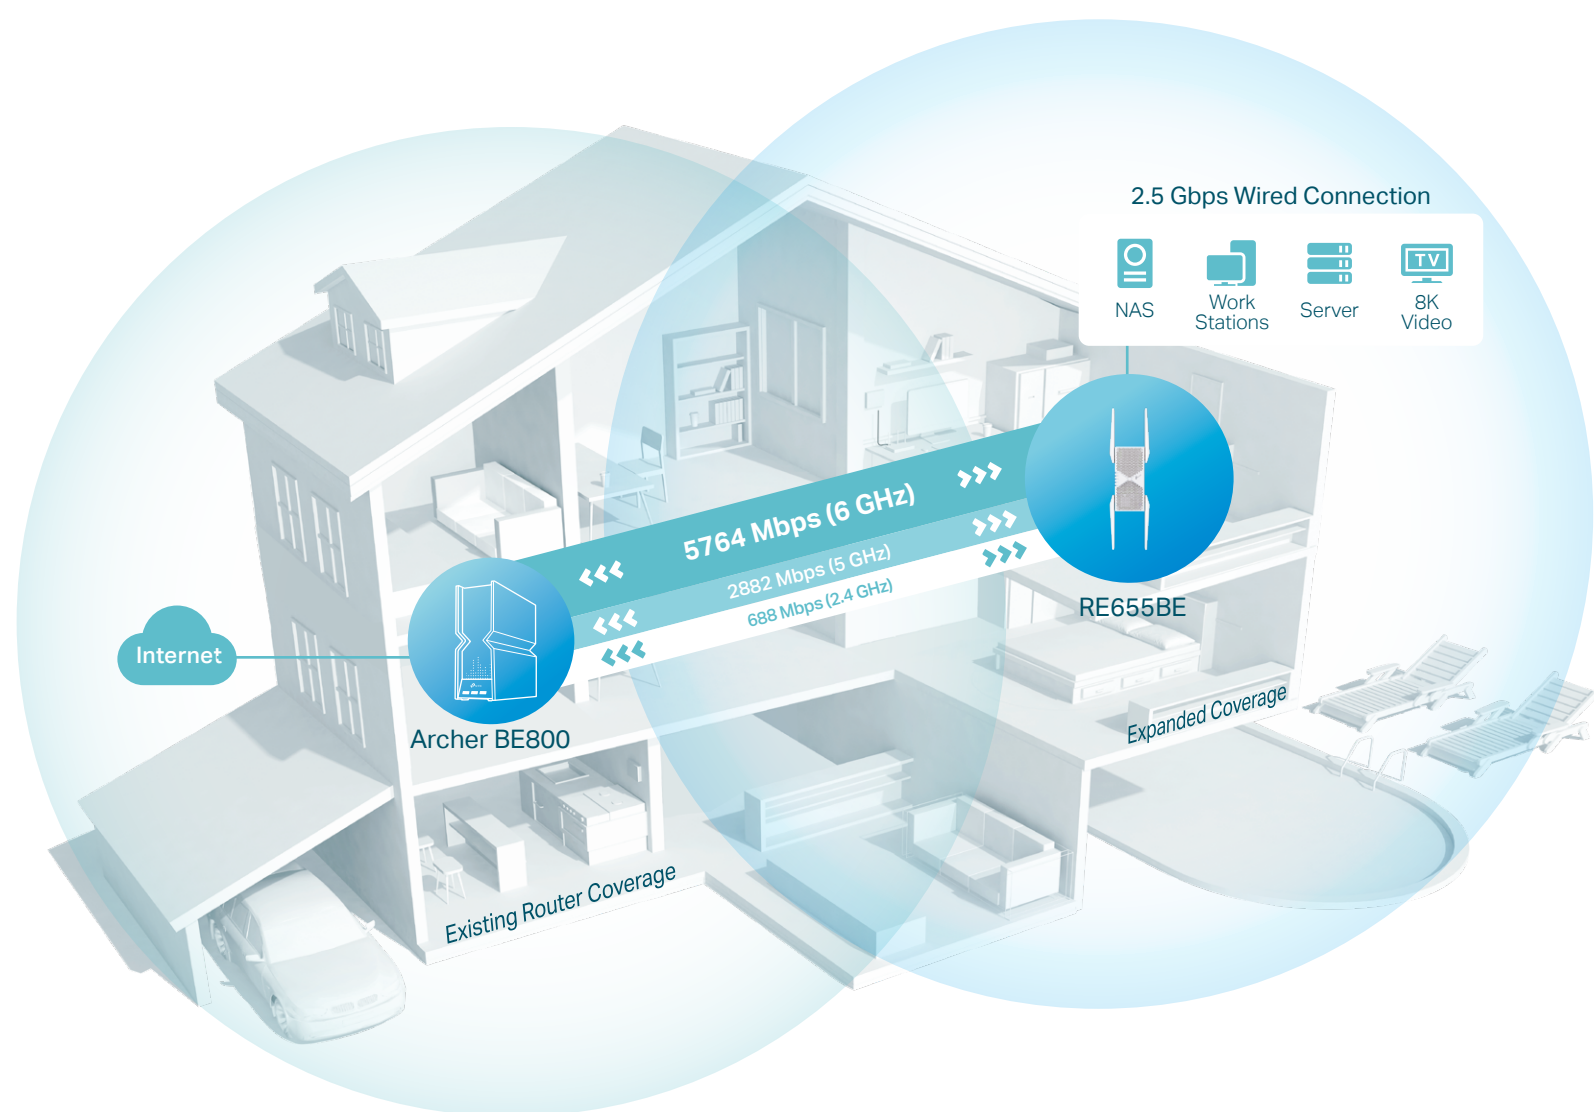 2.5 Gbps Wired Connection
TV
NAS
Work
Stations
Server
8K
Video
5764 Mbps (6 GHz)
2882 Mbps (5 GHz)
688 Mbps (2.4 GHz)
RE655BE
Internet
Archer BE800
Expanded Coverage
Existing Router Coverage